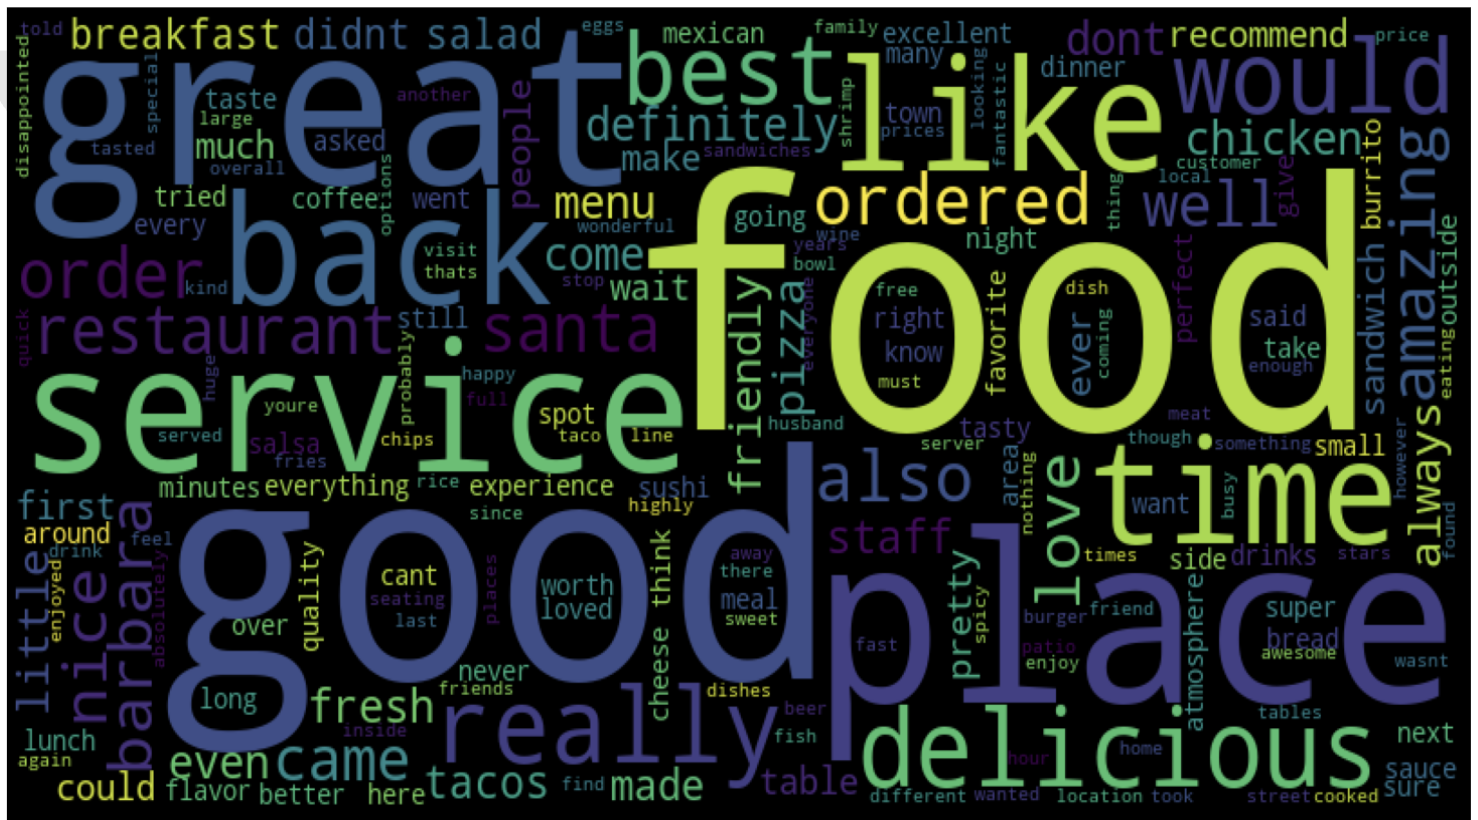 told breakfast didnt salad eggs mexican family excellent dont recommend price
great best like would
disappointed special taste another people many looking dinner
large town fantastic
tasted much asked definitely shrimp prices chicken burrito amazing
overall make sandwiches customer
tried coffee options went menu wonderful going ordered thing well local give
every back visit come years wine night outside
order kind thats stop wait food bowl favorite perfect sandwich
restaurant still santa friendly pizza everyone free dish said
quick right know ever coming take eating
huge probably happy must enough always
service youre full spot husband meat
served salsa chips taco line server tasty though something small
fries time however
minutes everything rice experience sushi also area love want busy
first since highly nothing found
around barbara feel good away staff place times side drinks stars
drink little nice absolutely quality cant places cheese think there pretty spicy atmosphere
enjoyed seating worth meal burger friend super
over last loved sweet fast patio bread
never enjoy awesome wasnt
long fresh friends really dishes delicious tables
lunch inside beer fish hour home next
again even came table sauce
could flavor better here tacos find made different wanted location took street cooked sure